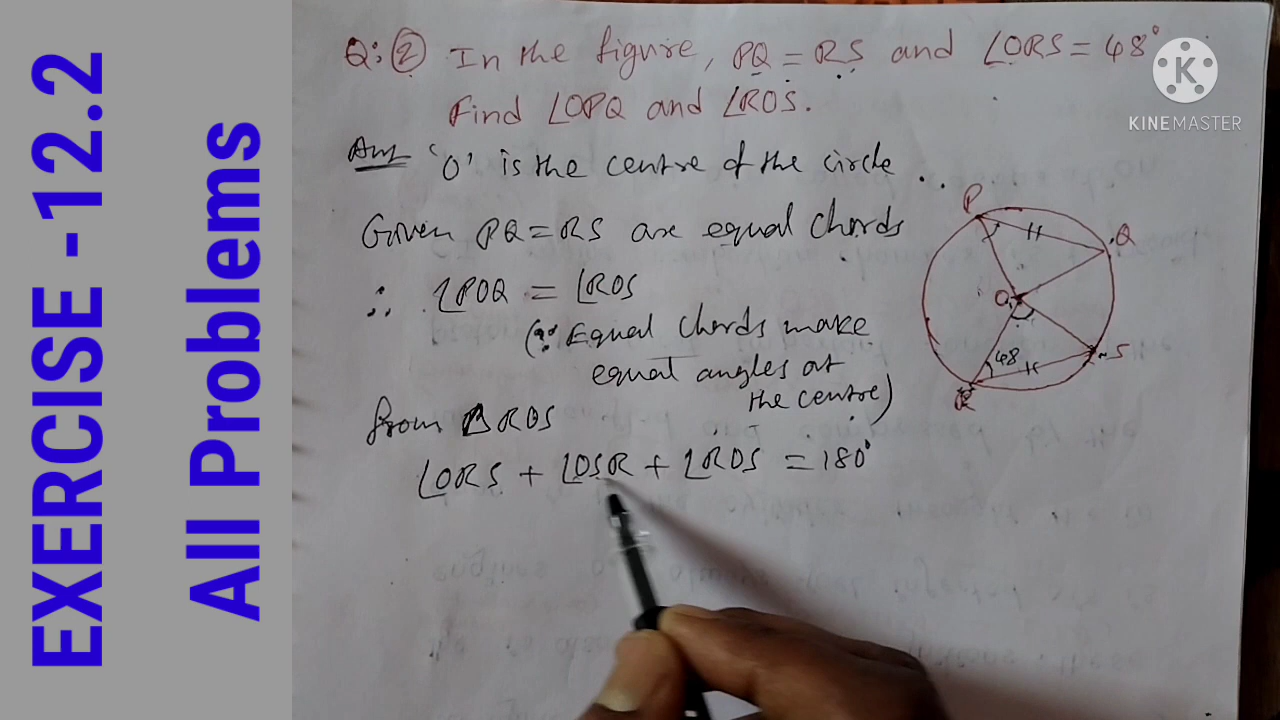 EXERCISE -12.2
All Problems
Q: ② In the figure, PQ = RS and ∠ORS = 48°
Find ∠OPQ and ∠ROS.
K
KINEMASTER
Ans 'O' is the centre of the circle
Given PQ = RS are equal chords
∴ ∠POQ = ∠ROS
(∵ Equal chords make
equal angles at
the centre)
from Δ ROS
∠ORS + ∠OSR + ∠ROS = 180°
P
Q
O
48
S
R